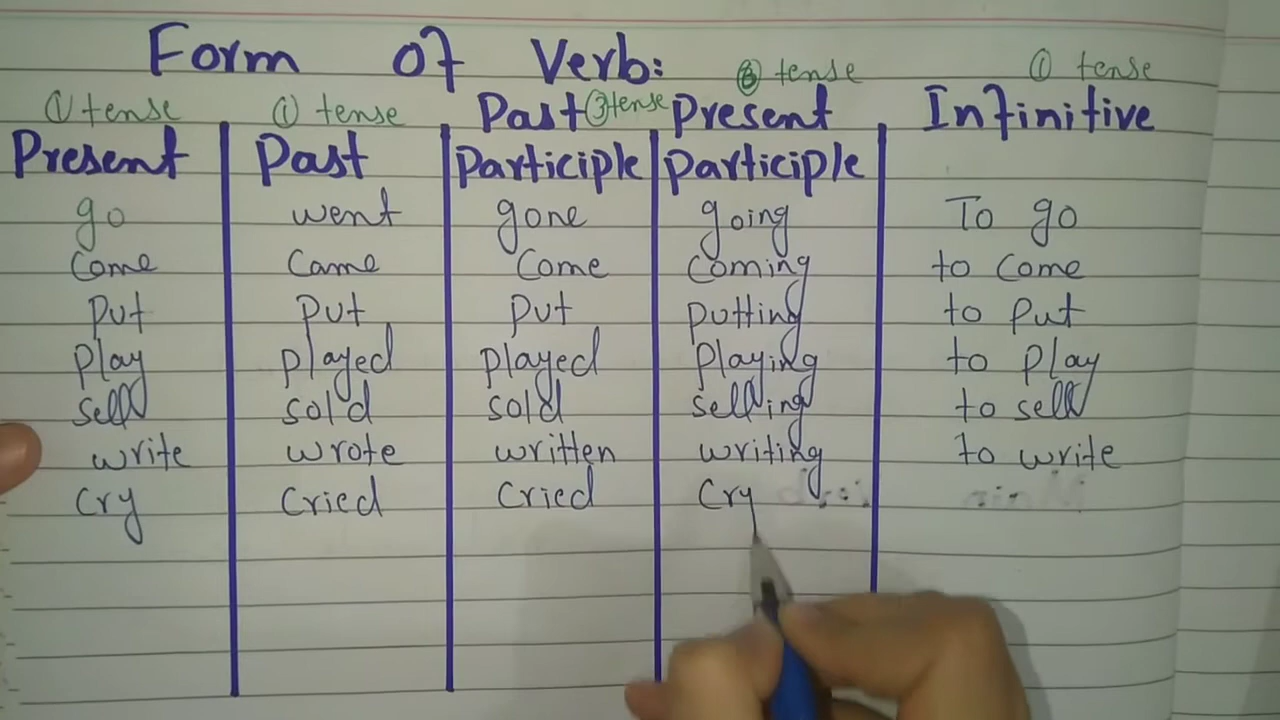 Form Of Verb:
① tense ① tense ③ tense tense ① tense
Present Past Past Participle Present Participle Infinitive
go went gone going To go
Come Came Come Coming to Come
Put Put Put Putting to Put
Play Played Played Playing to Play
sell sold sold selling to sell
write wrote written writing to write
Cry Cried Cried Cry